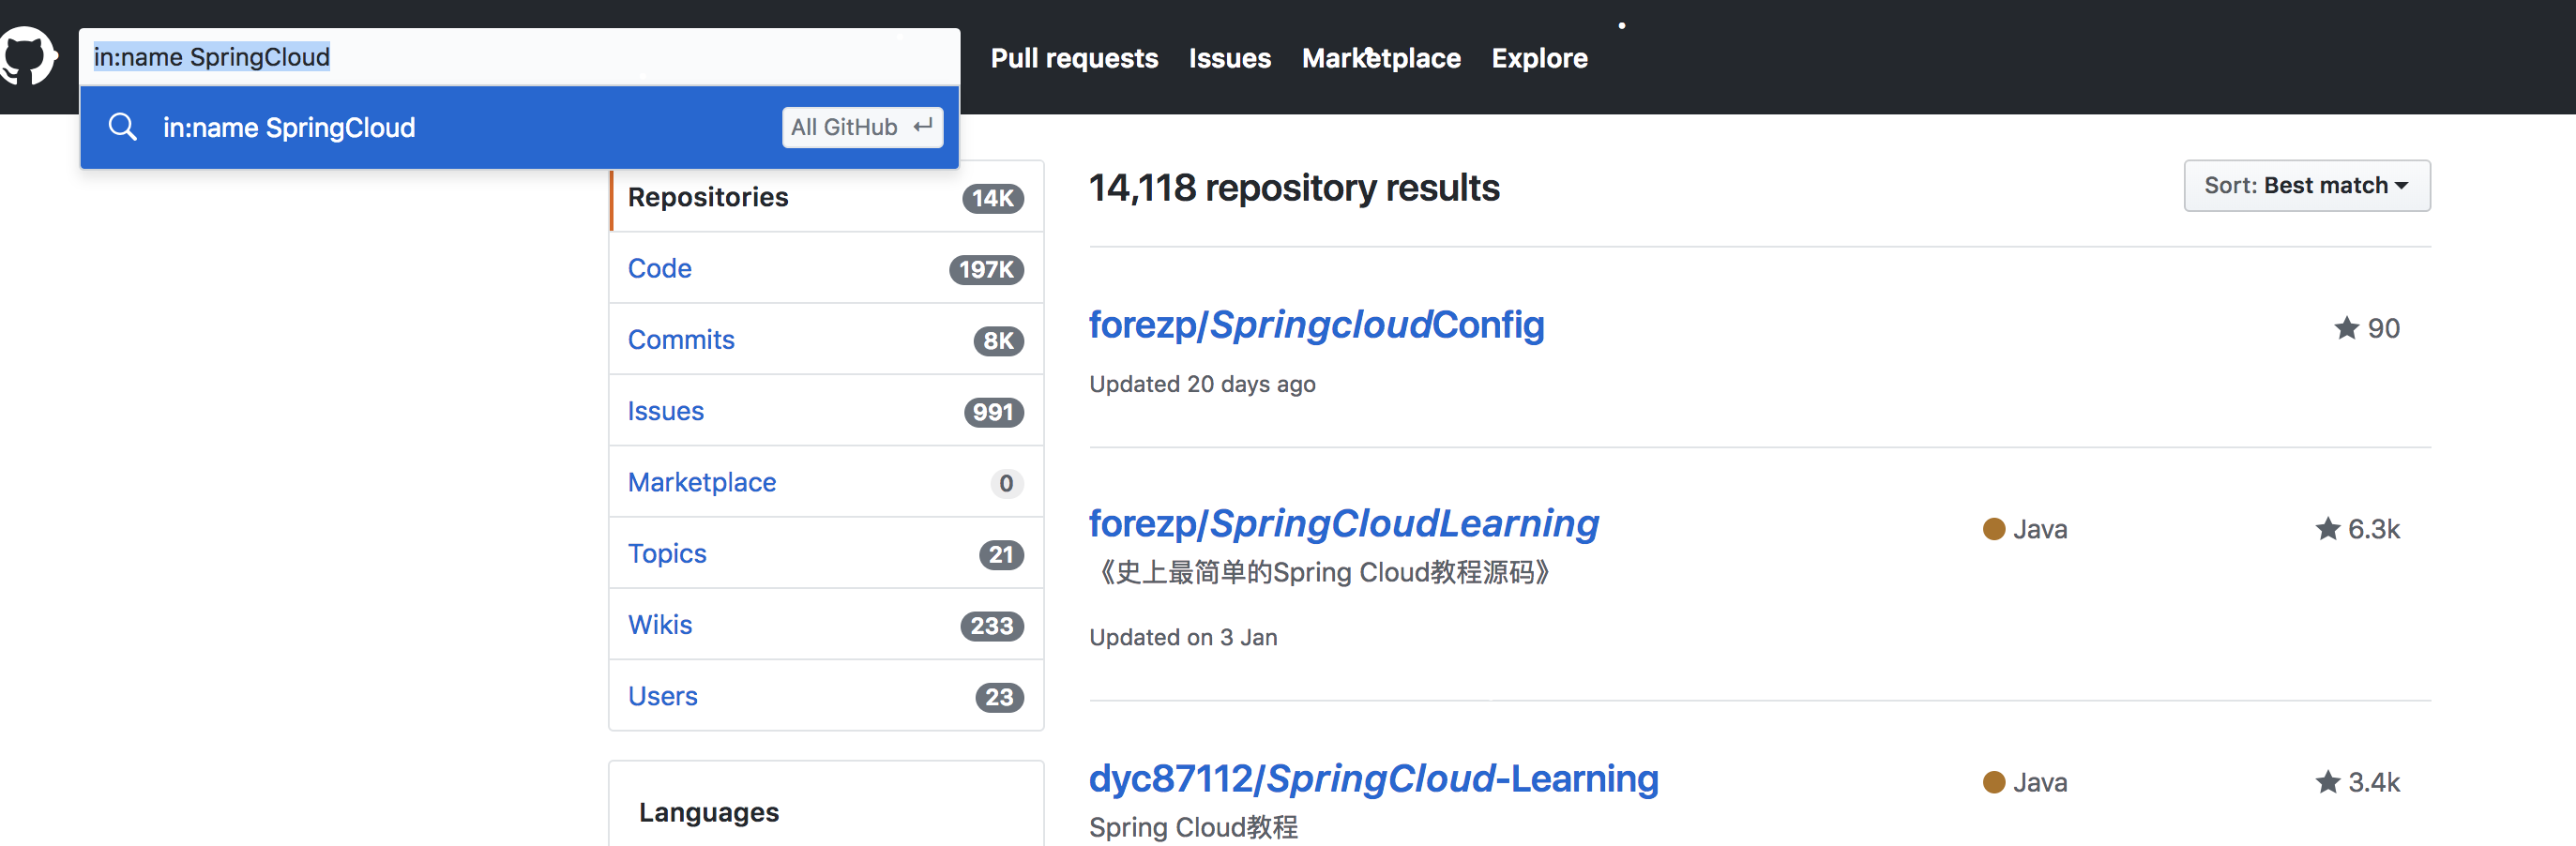 in:name SpringCloud
Pull requests Issues Marketplace Explore
in:name SpringCloud All GitHub ↵
Repositories 14K
Code 197K
Commits 8K
Issues 991
Marketplace 0
Topics 21
Wikis 233
Users 23
Languages
14,118 repository results
Sort: Best match
forezp/SpringcloudConfig
90
Updated 20 days ago
forezp/SpringCloudLearning
Java
6.3k
《史上最简单的Spring Cloud教程源码》
Updated on 3 Jan
dyc87112/SpringCloud-Learning
Java
3.4k
Spring Cloud教程